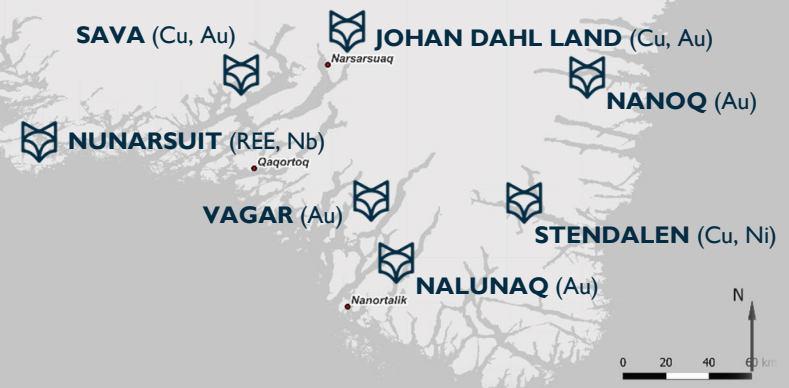 SAVA (Cu, Au)
JOHAN DAHL LAND (Cu, Au)
Narsarsuaq
NANOQ (Au)
NUNARSUIT (REE, Nb)
Qaqortoq
VAGAR (Au)
STENDALEN (Cu, Ni)
NALUNAQ (Au)
Nanortalik
N
0 20 40 60 km